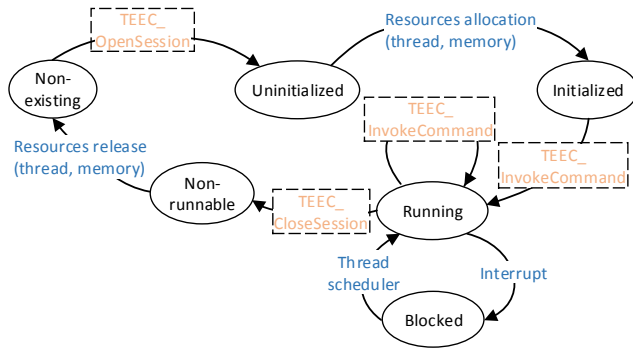 TEEC_
OpenSession
Resources allocation
(thread, memory)
Non-
existing
Uninitialized
Initialized
TEEC_
InvokeCommand
TEEC_
InvokeCommand
Resources release
(thread, memory)
Non-
runnable
TEEC_
CloseSession
Running
Thread
scheduler
Interrupt
Blocked